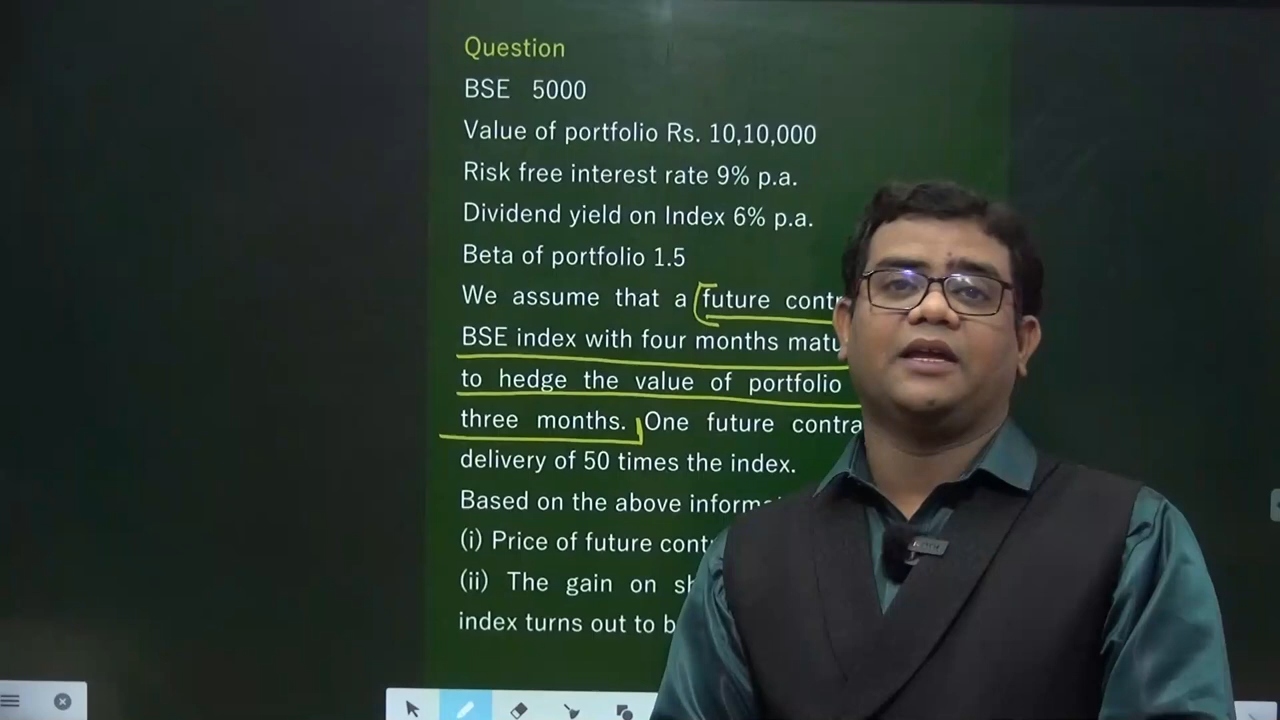 Question
BSE 5000
Value of portfolio Rs. 10,10,000
Risk free interest rate 9% p.a.
Dividend yield on Index 6% p.a.
Beta of portfolio 1.5
We assume that a future
BSE index with four months
to hedge the value of portfolio
three months. One future
delivery of 50 times the index.
Based on the above
(i) Price of future
(ii) The gain on
index turns out to